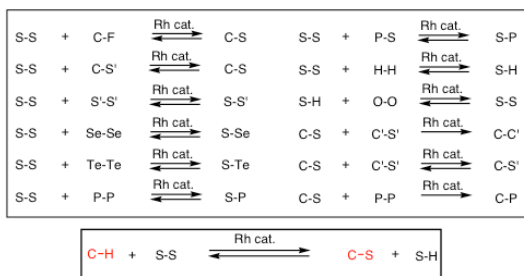 Rh cat. Rh cat.
S-S + C-F C-S S-S + P-S S-P
Rh cat. Rh cat.
S-S + C-S' C-S S-S + H-H S-H
Rh cat. Rh cat.
S-S + S'-S' S-S' S-H + O-O S-S
Rh cat. Rh cat.
S-S + Se-Se S-Se C-S + C'-S' C-C'
Rh cat. Rh cat.
S-S + Te-Te S-Te C-S + C'-S' C-S'
Rh cat. Rh cat.
S-S + P-P S-P C-S + P-P C-P
Rh cat.
C-H + S-S C-S + S-H